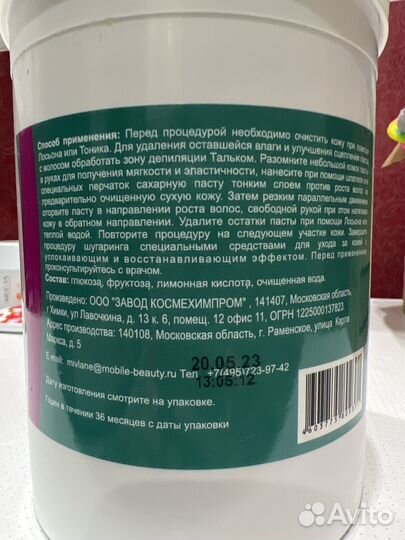 Способ применения: Перед процедурой необходимо очистить кожу при помощи
Лосьона или Тоника. Для удаления оставшейся влаги и улучшения сцепления пасты
с волосом обработать зону депиляции Тальком. Разомните небольшой комок пасты
в руках для получения мягкости и эластичности, нанесите при помощи шпателя или
специальных перчаток сахарную пасту тонким слоем против роста волос на
предварительно очищенную сухую кожу. Затем резким параллельным движением
оторвите пасту в направлении роста волос, свободной рукой при этом натягивая
кожу в обратном направлении. Удалите остатки пасты при помощи Лосьона или
теплой водой. Повторите процедуру на следующем участке кожи. Завершите
процедуру шугаринга специальными средствами для ухода за кожей с
успокаивающим и восстанавливающим эффектом. Перед применением
проконсультируйтесь с врачом.
Состав: глюкоза, фруктоза, лимонная кислота, очищенная вода.
Произведено: ООО "ЗАВОД КОСМЕХИМПРОМ", 141407, Московская область,
г Химки, ул Лавочкина, д. 13 к. 6, помещ. 12 офис 11, ОГРН 1225000137823.
Адрес производства: 140108, Московская область, г. Раменское, улица Карла
Маркса, д. 5
E-mail: mivlane@mobile-beauty.ru Тел +7(495)723-97-42
20.05.23
13:05:12
Дату изготовления смотрите на упаковке.
Годен в течении 36 месяцев с даты упаковки
Avito